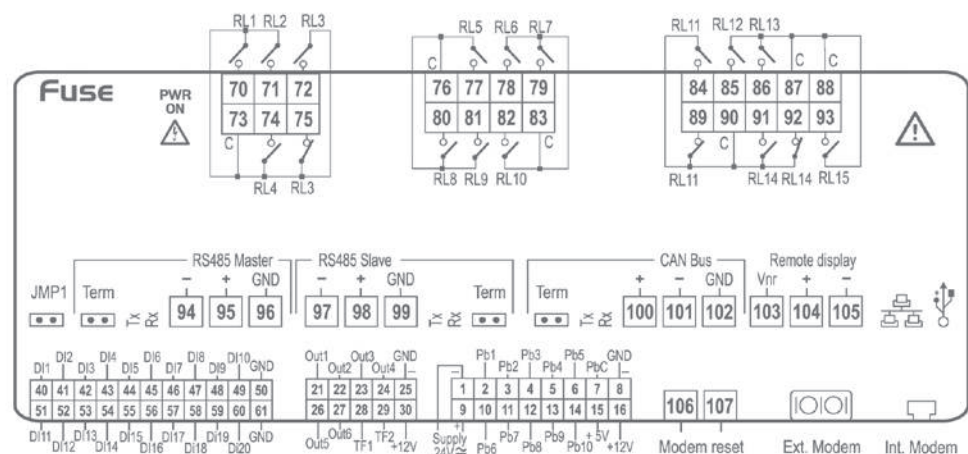 RL1 RL2 RL3 RL5 RL6 RL7 RL11 RL12 RL13
C C C
Fuse
PWR
ON
70 71 72 76 77 78 79 84 85 86 87 88
73 74 75 80 81 82 83 89 90 91 92 93
C C C
RL4 RL3 RL8 RL9 RL10 RL11 RL14 RL14 RL15
RS485 Master RS485 Slave CAN Bus Remote display
JMP1 Term - + GND - + GND Term Term + - GND Vnr + -
Tx Rx 94 95 96 97 98 99 Tx Rx Tx Rx 100 101 102 103 104 105
DI2 DI4 DI6 DI8 DI10 Out1 Out3 GND Pb1 Pb3 Pb5 GND
DI1 DI3 DI5 DI7 DI9 GND Out2 Out4 - - Pb2 Pb4 PbC -
40 41 42 43 44 45 46 47 48 49 50 21 22 23 24 25 1 2 3 4 5 6 7 8
51 52 53 54 55 56 57 58 59 60 61 26 27 28 29 30 9 10 11 12 13 14 15 16 106 107
DI11 DI13 DI15 DI17 DI19 GND Out6 TF2 + Pb7 Pb9 + 5V
DI12 DI14 DI16 DI18 DI20 Out5 TF1 +12V Supply 24V≂ Pb6 Pb8 Pb10 +12V Modem reset Ext. Modem Int. Modem